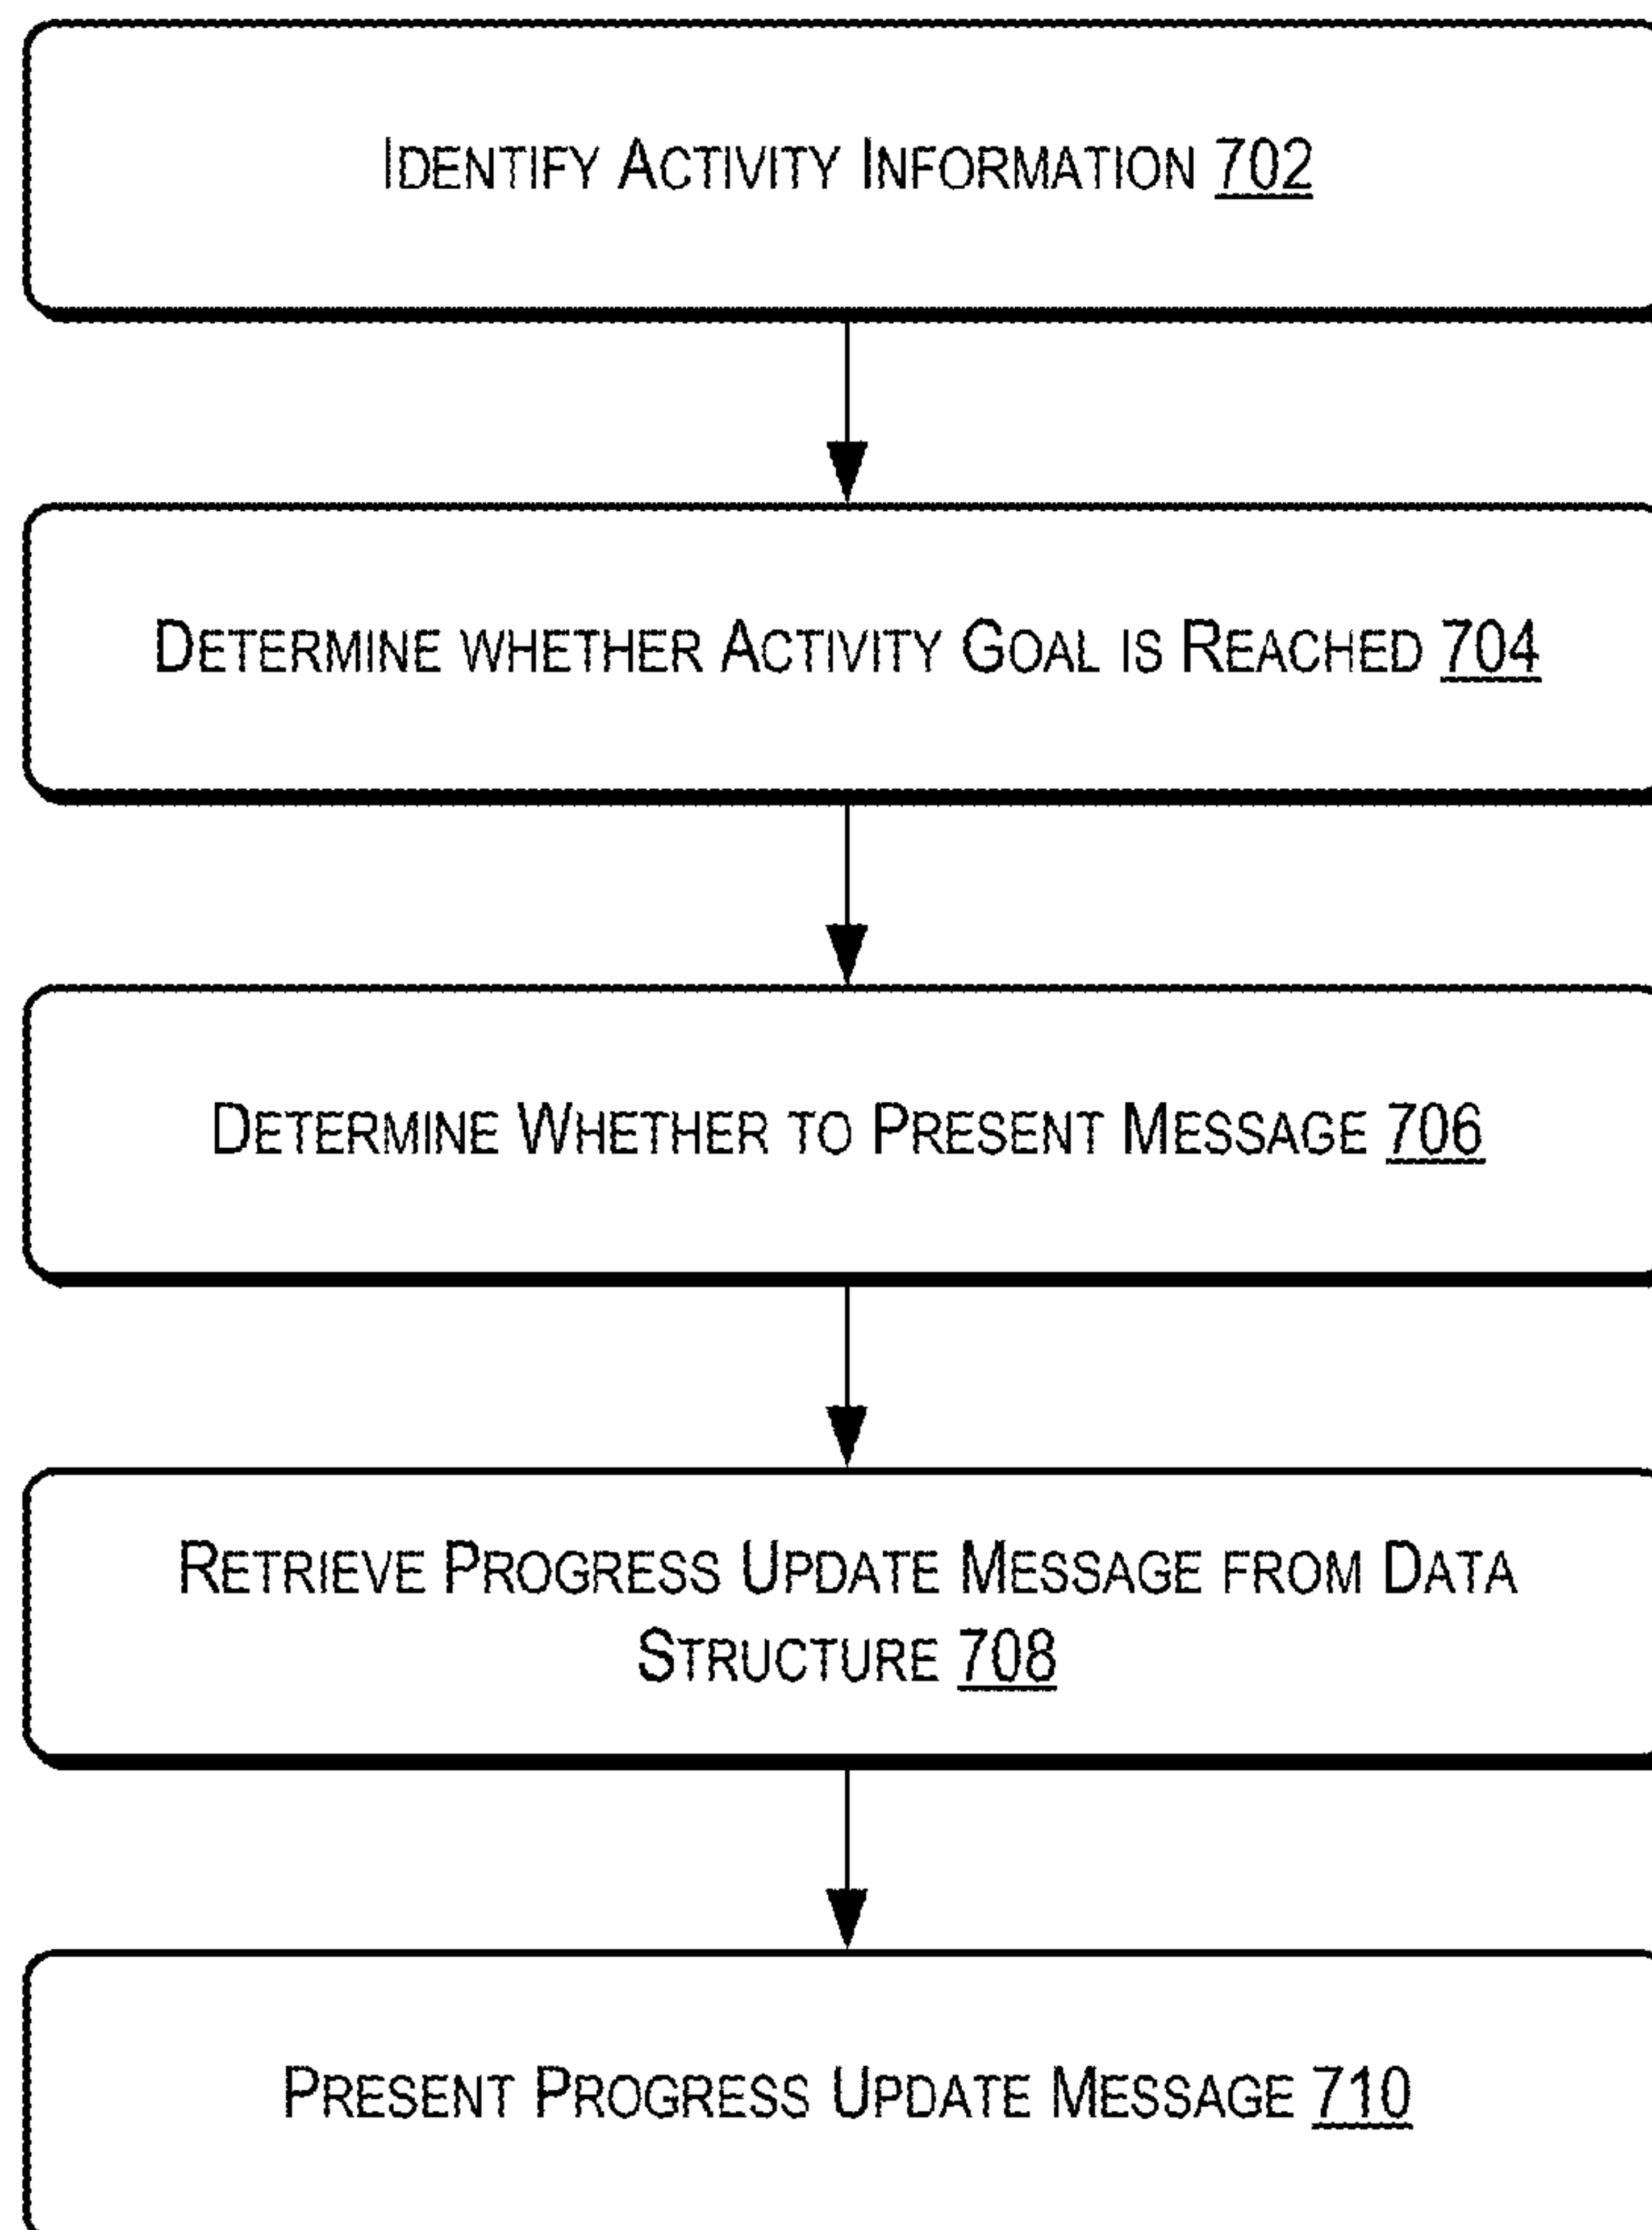 IDENTIFY ACTIVITY INFORMATION 702
DETERMINE WHETHER ACTIVITY GOAL IS REACHED 704
DETERMINE WHETHER TO PRESENT MESSAGE 706
RETRIEVE PROGRESS UPDATE MESSAGE FROM DATA
STRUCTURE 708
PRESENT PROGRESS UPDATE MESSAGE 710